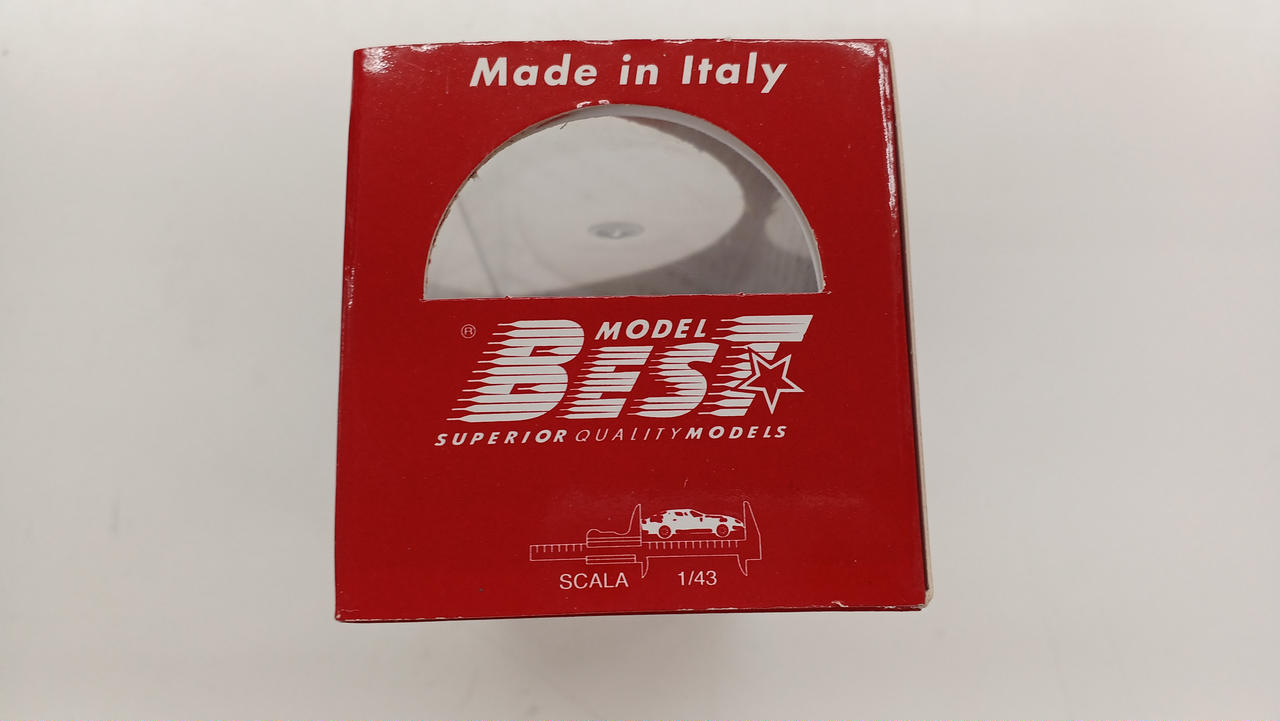 Made in Italy
®
MODEL
BEST
SUPERIOR QUALITY MODELS
SCALA 1/43